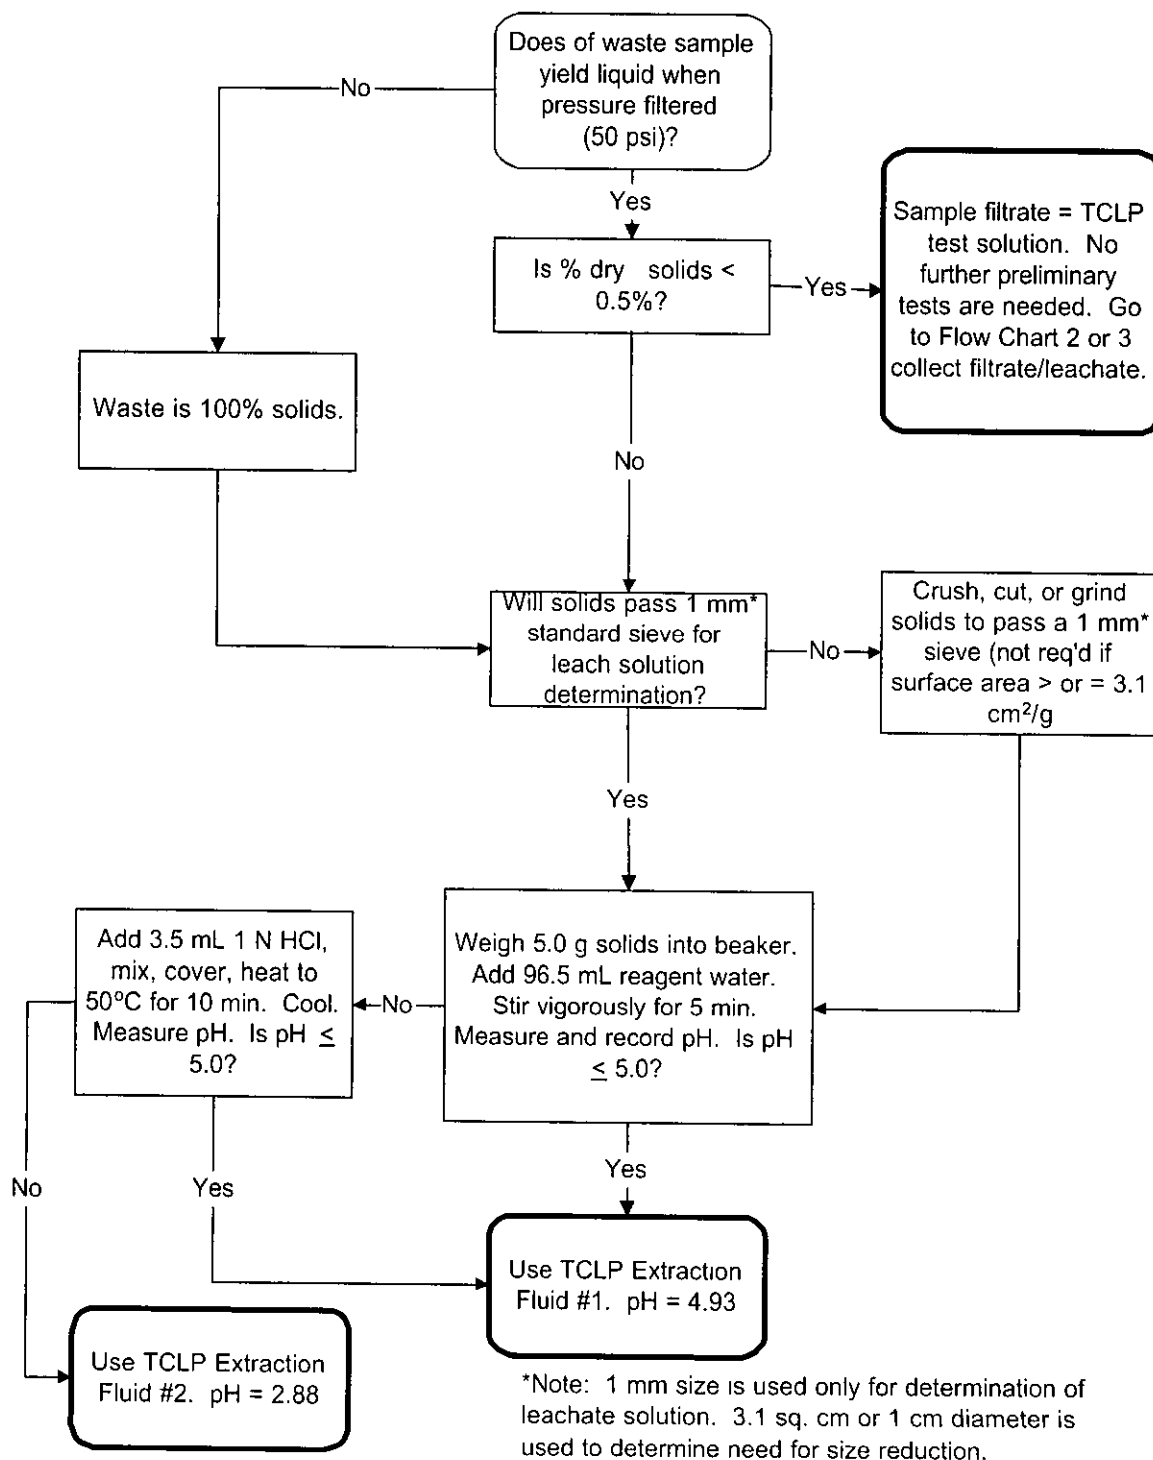 Does of waste sample
yield liquid when
pressure filtered
(50 psi)?
No
Yes
Is % dry solids <
0.5%?
Yes
Sample filtrate = TCLP
test solution. No
further preliminary
tests are needed. Go
to Flow Chart 2 or 3
collect filtrate/leachate.
Waste is 100% solids.
No
Will solids pass 1 mm*
standard sieve for
leach solution
determination?
No
Crush, cut, or grind
solids to pass a 1 mm*
sieve (not req'd if
surface area > or = 3.1
cm²/g
Yes
Weigh 5.0 g solids into beaker.
Add 96.5 mL reagent water.
Stir vigorously for 5 min.
Measure and record pH. Is pH
≤ 5.0?
No
Add 3.5 mL 1 N HCl,
mix, cover, heat to
50°C for 10 min. Cool.
Measure pH. Is pH ≤
5.0?
No
Yes
Yes
Use TCLP Extraction
Fluid #1. pH = 4.93
Use TCLP Extraction
Fluid #2. pH = 2.88
*Note: 1 mm size is used only for determination of
leachate solution. 3.1 sq. cm or 1 cm diameter is
used to determine need for size reduction.